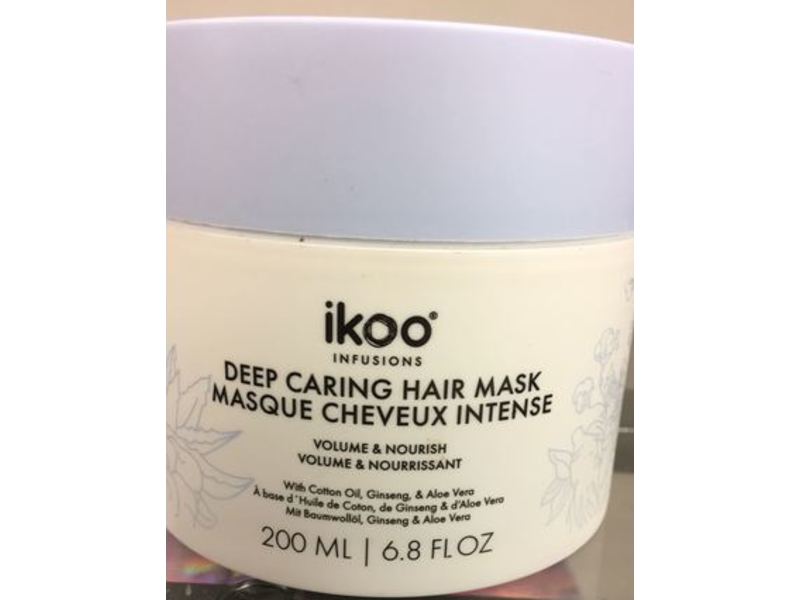 ikoo®
INFUSIONS
DEEP CARING HAIR MASK
MASQUE CHEVEUX INTENSE
VOLUME & NOURISH
VOLUME & NOURRISSANT
With Cotton Oil, Ginseng, & Aloe Vera
À base d'Huile de Coton, de Ginseng & d'Aloe Vera
Mit Baumwollöl, Ginseng & Aloe Vera
200 ML | 6.8 FL OZ